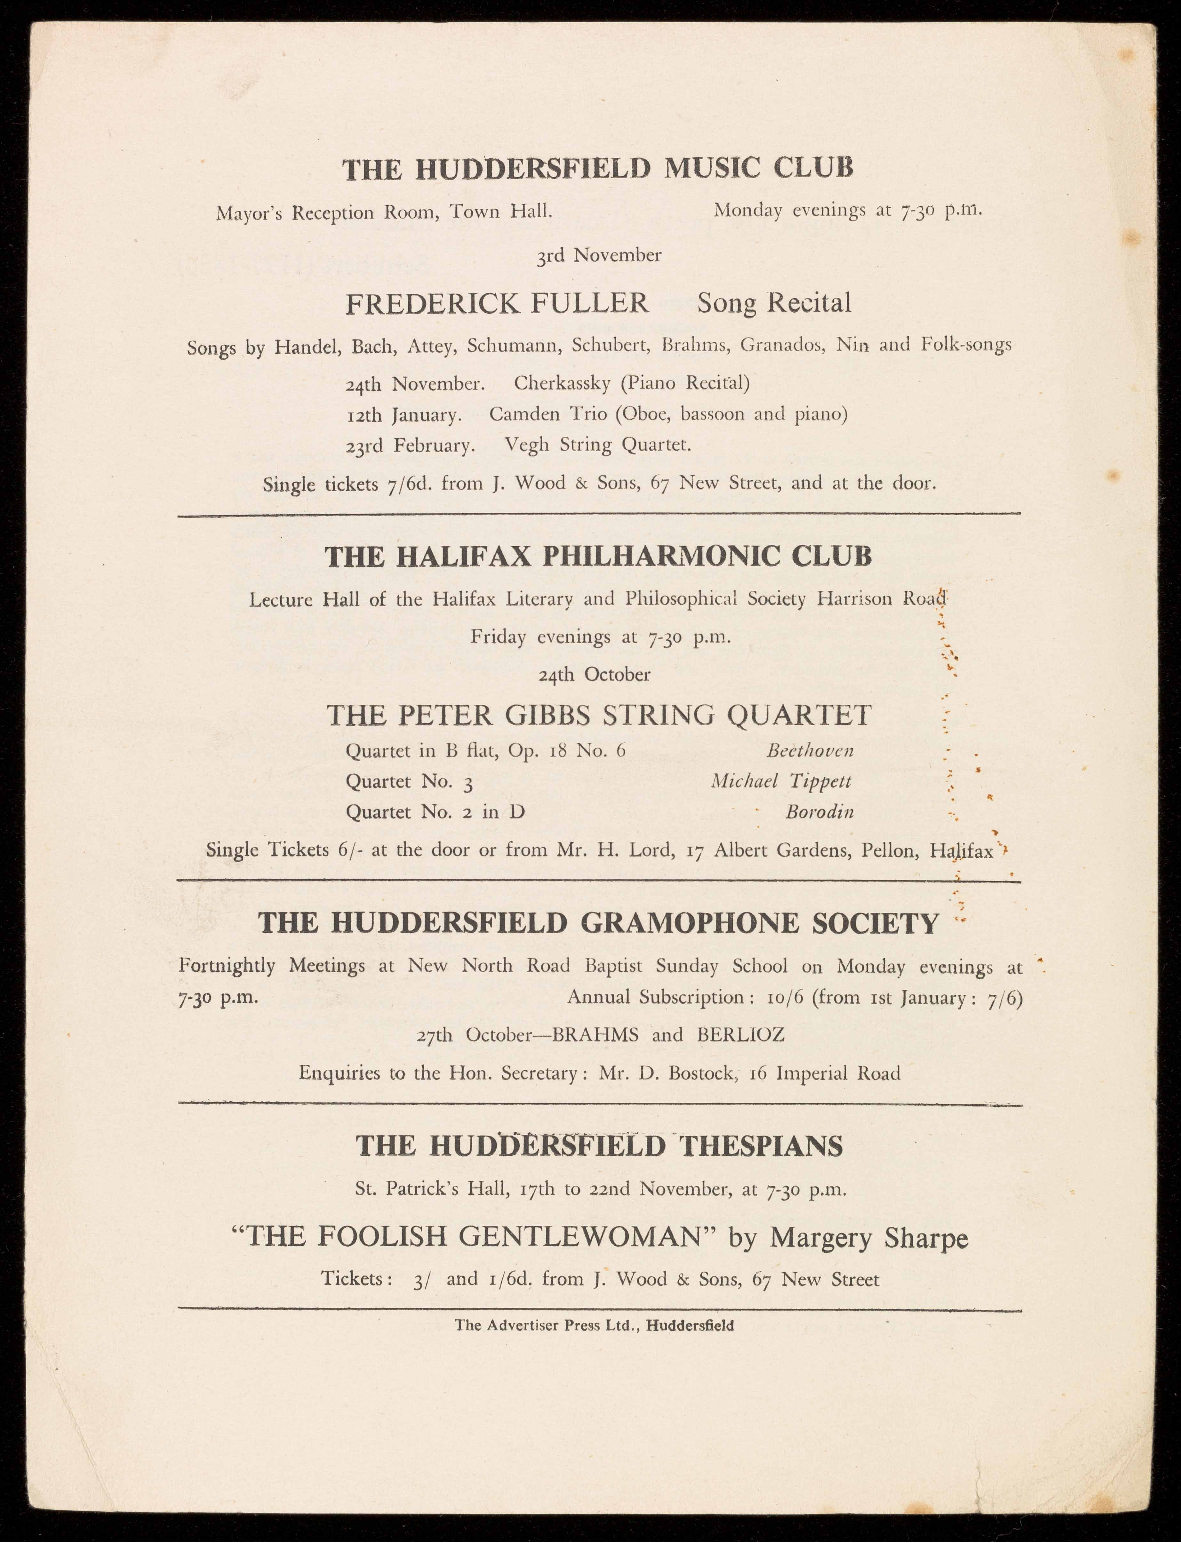 THE HUDDERSFIELD MUSIC CLUB
Mayor's Reception Room, Town Hall. Monday evenings at 7-30 p.m.
3rd November
FREDERICK FULLER Song Recital
Songs by Handel, Bach, Attey, Schumann, Schubert, Brahms, Granados, Nin and Folk-songs
24th November. Cherkassky (Piano Recital)
12th January. Camden Trio (Oboe, bassoon and piano)
23rd February. Vegh String Quartet.
Single tickets 7/6d. from J. Wood & Sons, 67 New Street, and at the door.
THE HALIFAX PHILHARMONIC CLUB
Lecture Hall of the Halifax Literary and Philosophical Society Harrison Road
Friday evenings at 7-30 p.m.
24th October
THE PETER GIBBS STRING QUARTET
Quartet in B flat, Op. 18 No. 6 Beethoven
Quartet No. 3 Michael Tippett
Quartet No. 2 in D Borodin
Single Tickets 6/- at the door or from Mr. H. Lord, 17 Albert Gardens, Pellon, Halifax
THE HUDDERSFIELD GRAMOPHONE SOCIETY
Fortnightly Meetings at New North Road Baptist Sunday School on Monday evenings at
7-30 p.m. Annual Subscription : 10/6 (from 1st January : 7/6)
27th October—BRAHMS and BERLIOZ
Enquiries to the Hon. Secretary : Mr. D. Bostock, 16 Imperial Road
THE HUDDERSFIELD THESPIANS
St. Patrick's Hall, 17th to 22nd November, at 7-30 p.m.
“THE FOOLISH GENTLEWOMAN” by Margery Sharpe
Tickets : 3/ and 1/6d. from J. Wood & Sons, 67 New Street
The Advertiser Press Ltd., Huddersfield